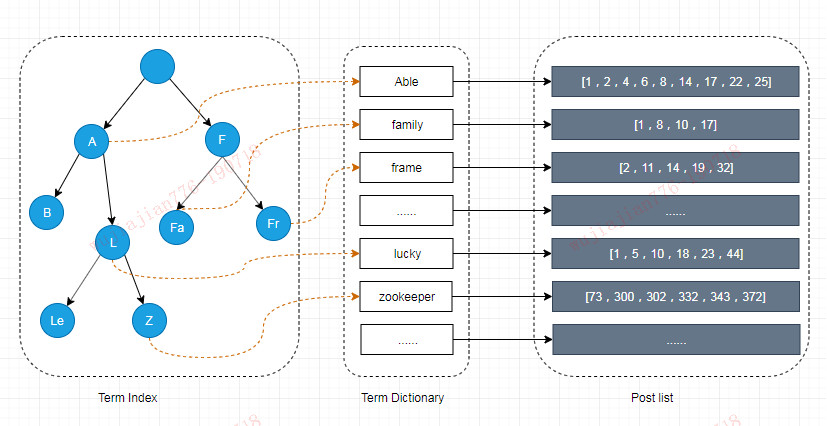 A
F
B
L
Fa
Fr
Le
Z
Term Index
Able
family
frame
......
lucky
zookeeper
......
Term Dictionary
[1 , 2 , 4 , 6 , 8 , 14 , 17 , 22 , 25]
[1 , 8 , 10 , 17]
[2 , 11 , 14 , 19 , 32]
......
[1 , 5 , 10 , 18 , 23 , 44]
[73 , 300 , 302 , 332 , 343 , 372]
......
Post list